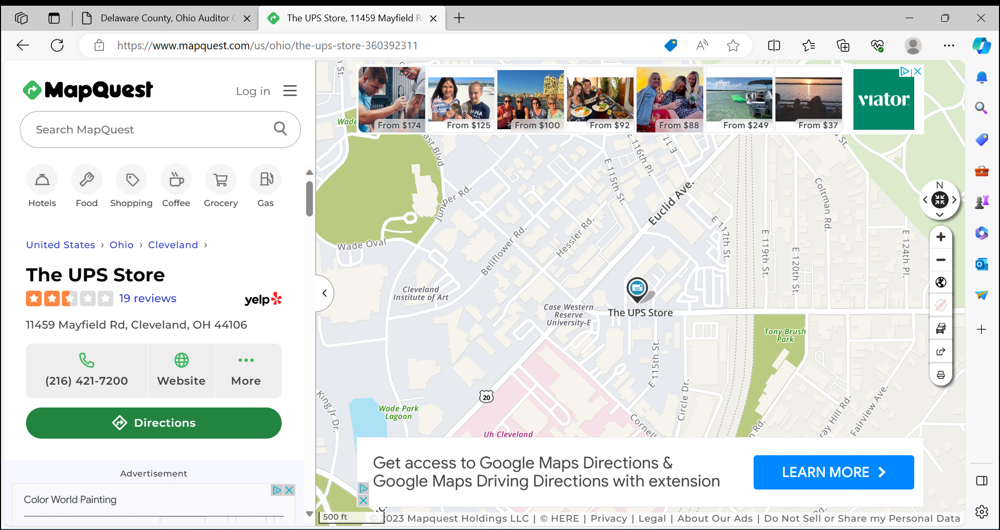 Delaware County, Ohio Auditor
The UPS Store, 11459 Mayfield R
https://www.mapquest.com/us/ohio/the-ups-store-360392311
MapQuest
Log in
Search MapQuest
Hotels
Food
Shopping
Coffee
Grocery
Gas
United States › Ohio › Cleveland ›
The UPS Store
19 reviews
yelp
11459 Mayfield Rd, Cleveland, OH 44106
(216) 421-7200
Website
More
Directions
Advertisement
Color World Painting
From $174
From $125
From $100
From $92
From $88
From $249
From $37
viator
St.
Wade
Blvd.
E 116th Pl.
E 11
St.
E 115th St.
Euclid Ave.
Juniper Rd.
Coltman Rd.
N
Wade Oval
Bellflower Rd.
Hessler Rd.
E 117th St.
E 119th St.
E 120th St.
E 124th Pl.
Cleveland
Institute of Art
Case Western
Reserve
University-E
The UPS Store
Tony Brush
Park
E 115th St.
20
King Jr Dr.
Wade Park
Lagoon
Circle Dr.
Cornell
Uh Cleveland
Rd.
ray Hill Rd.
Fairview Ave.
Get access to Google Maps Directions &
Google Maps Driving Directions with extension
LEARN MORE
500 ft
© 2023 Mapquest Holdings LLC | © HERE | Privacy | Legal | About Our Ads | Do Not Sell or Share my Personal Data